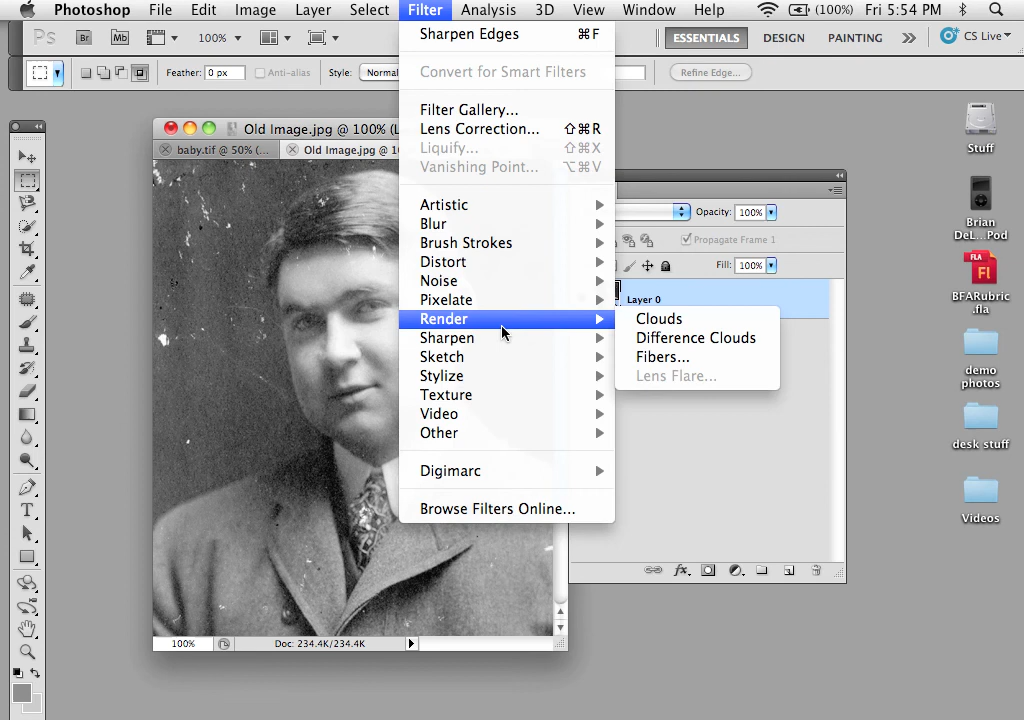 Photoshop File Edit Image Layer Select Filter Analysis 3D View Window Help (100%) Fri 5:54 PM
Ps Br Mb 100% ESSENTIALS DESIGN PAINTING >> CS Live
Feather: 0 px Anti-alias Style: Normal Refine Edge...
Sharpen Edges ⌘F
Convert for Smart Filters
Filter Gallery...
Lens Correction... ⇧⌘R
Liquify... ⇧⌘X
Vanishing Point... ⌥⌘V
Artistic
Blur
Brush Strokes
Distort
Noise
Pixelate
Render
Sharpen
Sketch
Stylize
Texture
Video
Other
Digimarc
Browse Filters Online...
Clouds
Difference Clouds
Fibers...
Lens Flare...
Old Image.jpg @ 100% (L
baby.tif @ 50% (...
Old Image.jpg @ 10
100% Doc: 234.4K/234.4K
Opacity: 100%
Propagate Frame 1
Fill: 100%
Layer 0
fx
T
Stuff
Brian
DeL...Pod
FLA
Fl
BFARubric
.fla
demo
photos
desk stuff
Videos